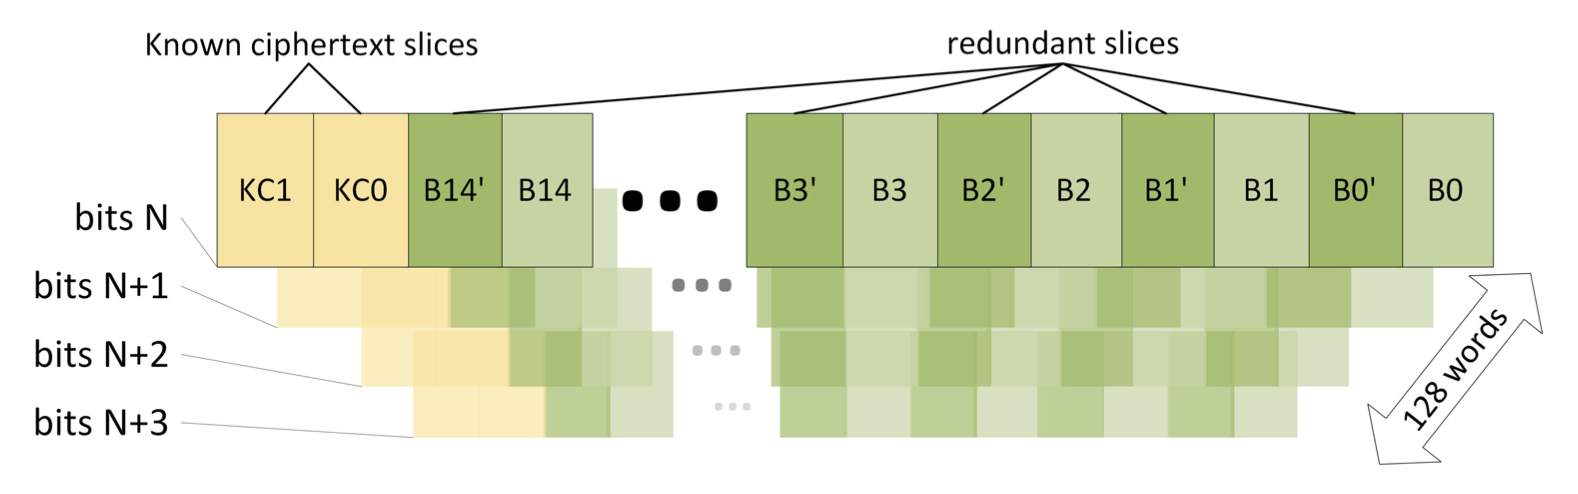 Known ciphertext slices
redundant slices
KC1 KC0 B14' B14 B3' B3 B2' B2 B1' B1 B0' B0
bits N
bits N+1
bits N+2
bits N+3
128 words